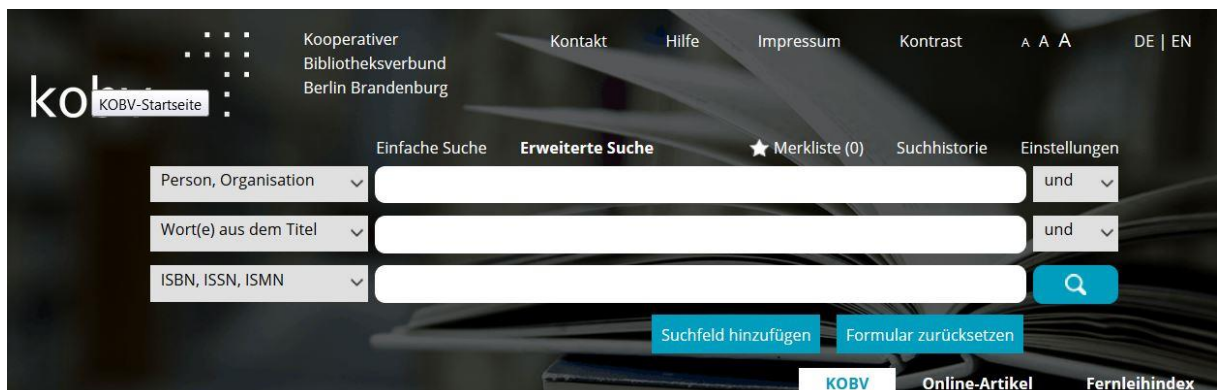 Kooperativer
Bibliotheksverbund
Berlin Brandenburg
Kontakt Hilfe Impressum Kontrast A A A DE | EN
KOBV-Startseite
Einfache Suche Erweiterte Suche Merkliste (0) Suchhistorie Einstellungen
Person, Organisation und
Wort(e) aus dem Titel und
ISBN, ISSN, ISMN
Suchfeld hinzufügen Formular zurücksetzen
KOBV Online-Artikel Fernleihindex